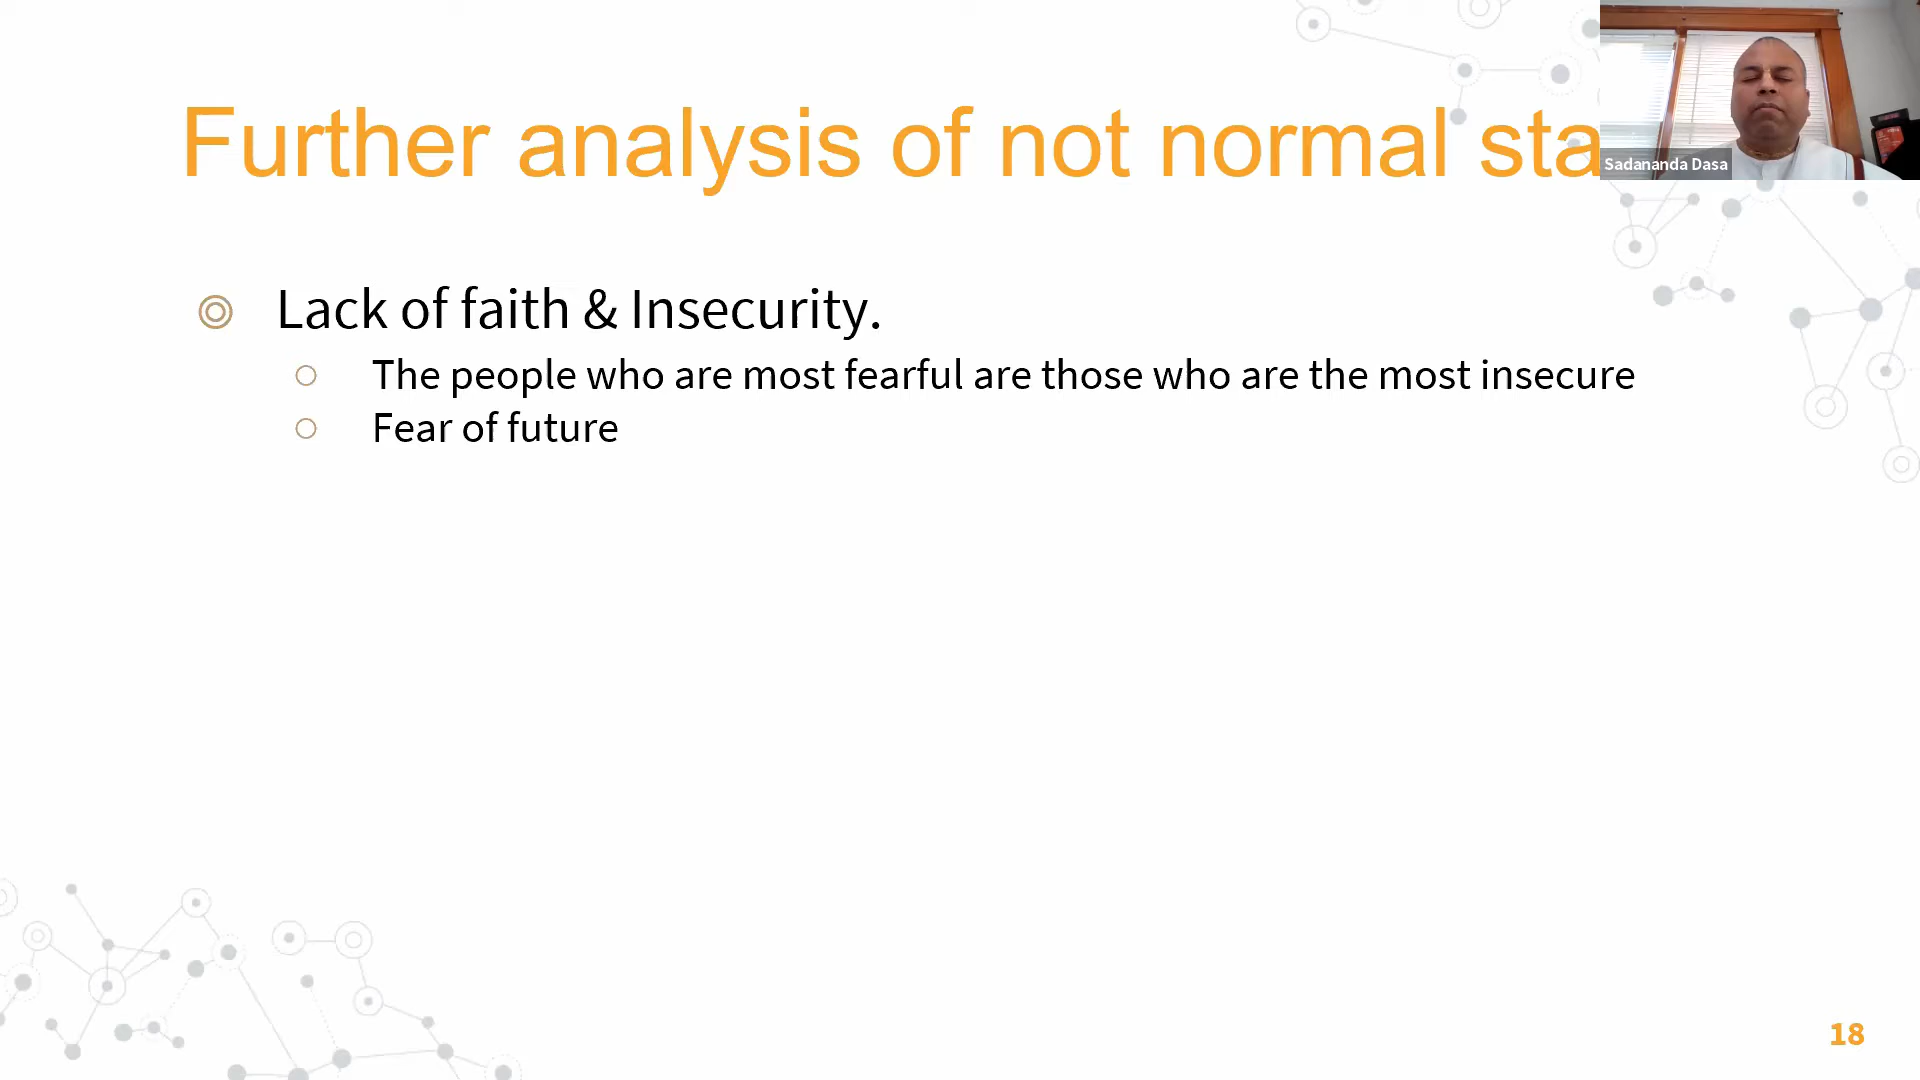 Further analysis of not normal sta
Sadananda Dasa
Lack of faith & Insecurity.
The people who are most fearful are those who are the most insecure
Fear of future
18